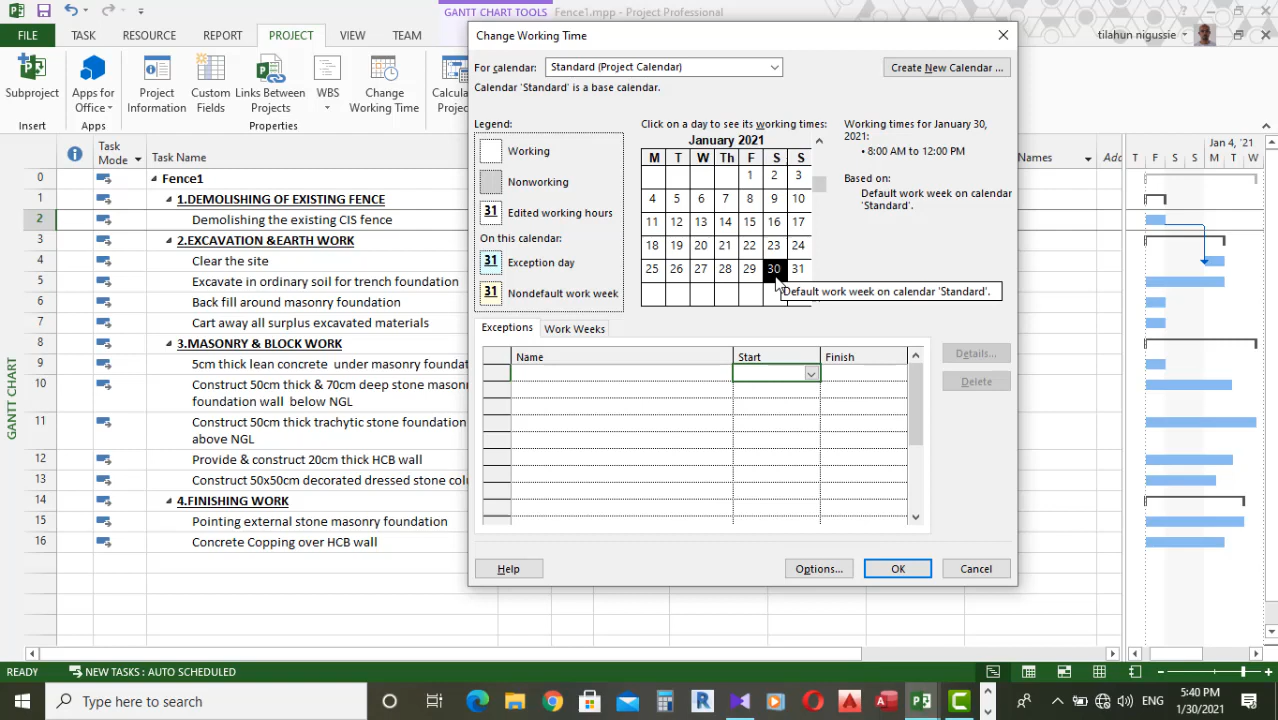 GANTT CHART TOOLS
Fence1.mpp - Project Professional
FILE TASK RESOURCE REPORT PROJECT VIEW TEAM
tilahun nigussie
Subproject
Apps for
Office
Project
Information
Custom
Fields
Links Between
Projects
WBS
Change
Working Time
Calcula
Projec
Insert Apps Properties
Change Working Time
For calendar: Standard (Project Calendar) Create New Calendar ...
Calendar 'Standard' is a base calendar.
Legend:
Working
Nonworking
31 Edited working hours
On this calendar:
31 Exception day
31 Nondefault work week
Click on a day to see its working times:
January 2021
M T W Th F S S
1 2 3
4 5 6 7 8 9 10
11 12 13 14 15 16 17
18 19 20 21 22 23 24
25 26 27 28 29 30 31
Default work week on calendar 'Standard'.
Working times for January 30,
2021:
• 8:00 AM to 12:00 PM
Based on:
Default work week on calendar
'Standard'.
Exceptions Work Weeks
Name Start Finish
Details...
Delete
Help Options... OK Cancel
Task
Mode
Task Name
Names
Add
Jan 4, '21
T F S S M T W
0 Fence1
1 1.DEMOLISHING OF EXISTING FENCE
2 Demolishing the existing CIS fence
3 2.EXCAVATION &EARTH WORK
4 Clear the site
5 Exvavate in ordinary soil for trench foundation
6 Back fill around masonry foundation
7 Cart away all surplus excavated materials
8 3.MASONRY & BLOCK WORK
9 5cm thick lean concrete under masonry foundation
10 Construct 50cm thick & 70cm deep stone mason
foundation wall below NGL
11 Construct 50cm thick trachytic stone foundation
above NGL
12 Provide & construct 20cm thick HCB wall
13 Construct 50x50cm decorated dressed stone colu
14 4.FINISHING WORK
15 Pointing external stone masonry foundation
16 Concrete Copping over HCB wall
GANTT CHART
READY NEW TASKS : AUTO SCHEDULED
Type here to search
ENG
5:40 PM
1/30/2021